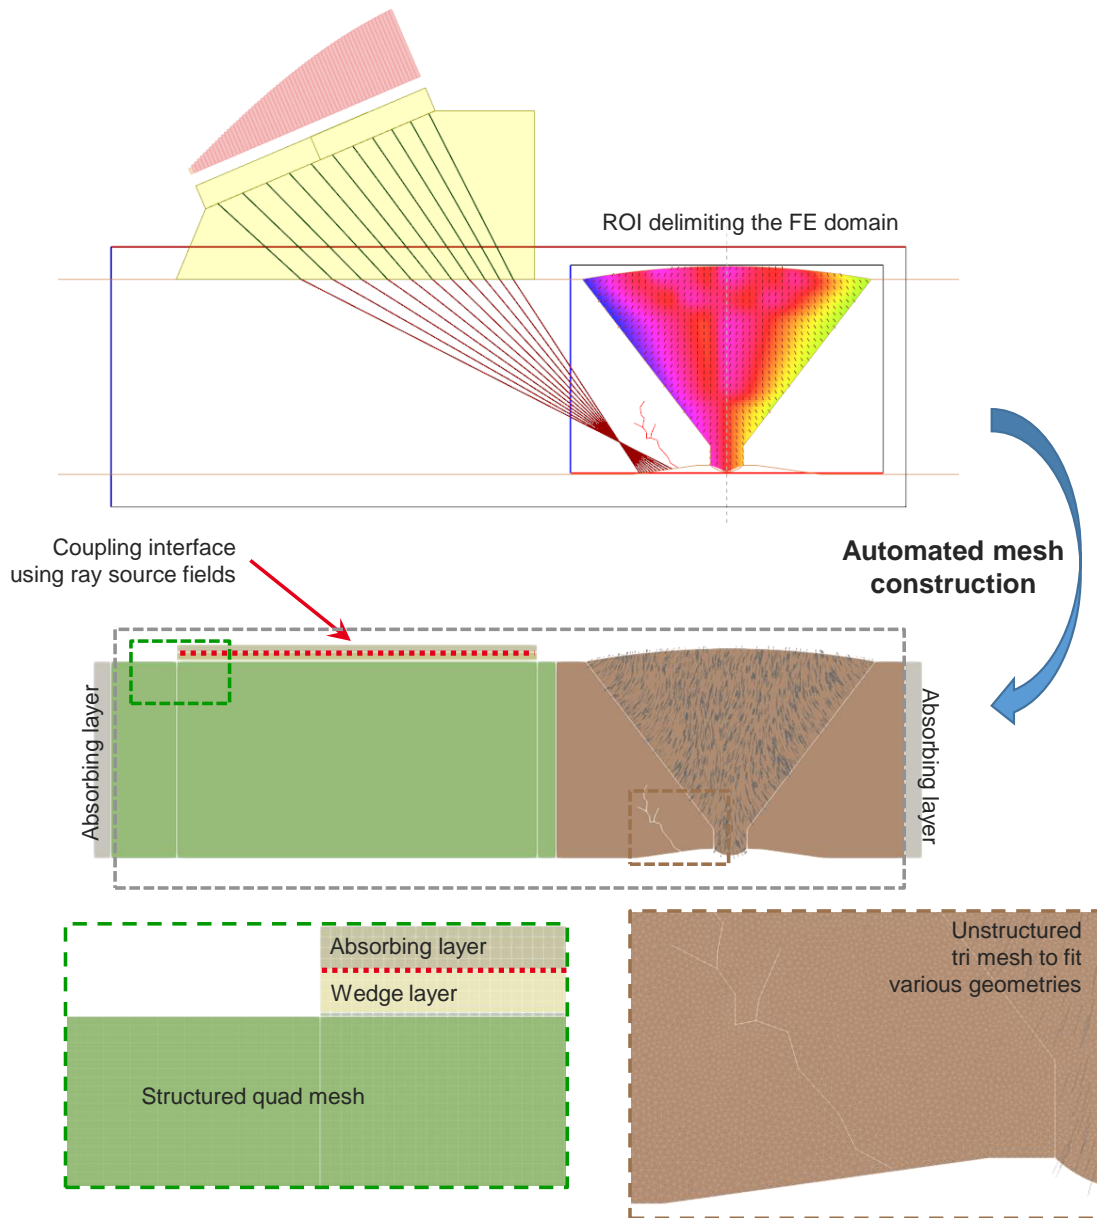 ROI delimiting the FE domain
Coupling interface
using ray source fields
Automated mesh
construction
Absorbing layer
Absorbing layer
Absorbing layer
Wedge layer
Structured quad mesh
Unstructured
tri mesh to fit
various geometries